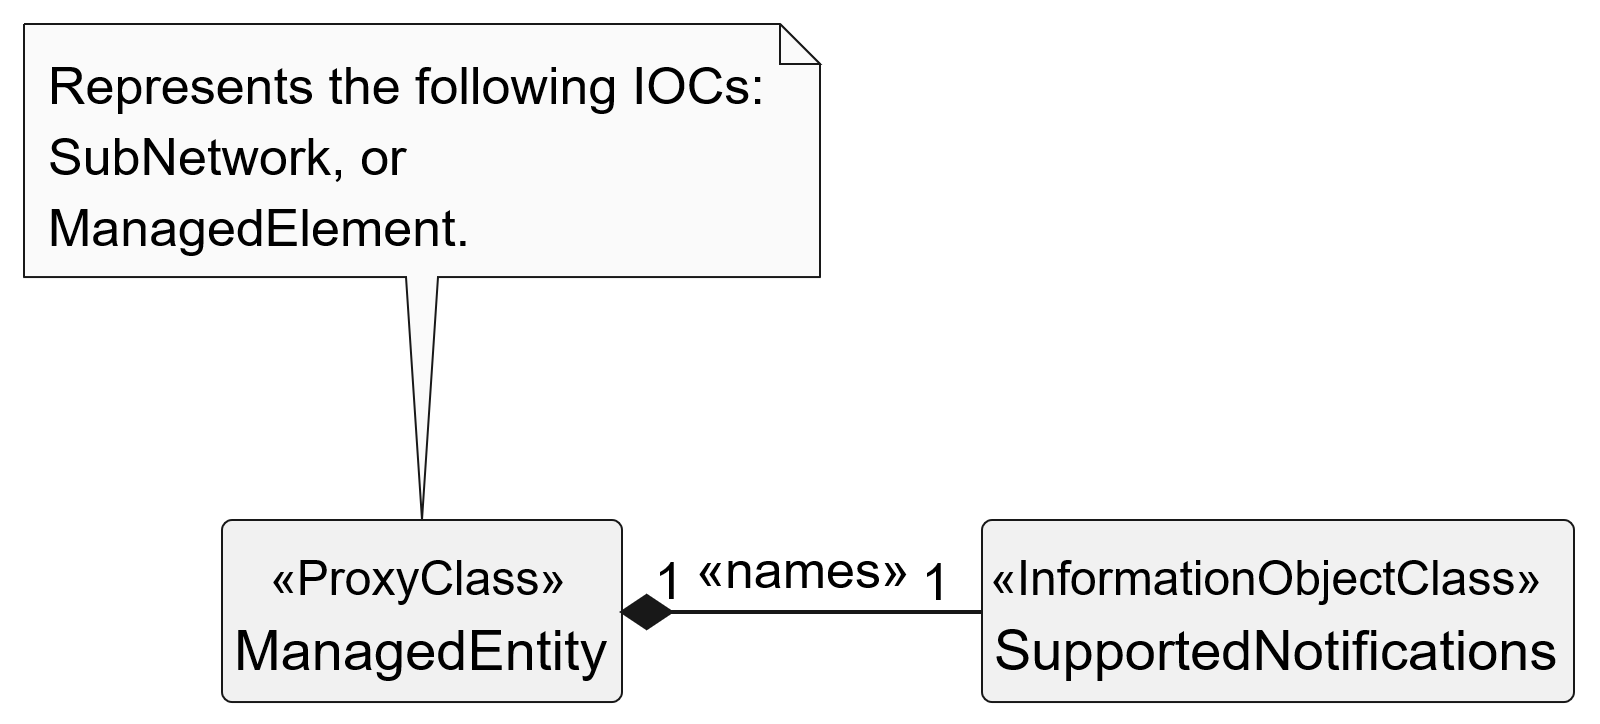 Represents the following IOCs:
SubNetwork, or
ManagedElement.
«ProxyClass»
ManagedEntity
1 «names» 1
«InformationObjectClass»
SupportedNotifications